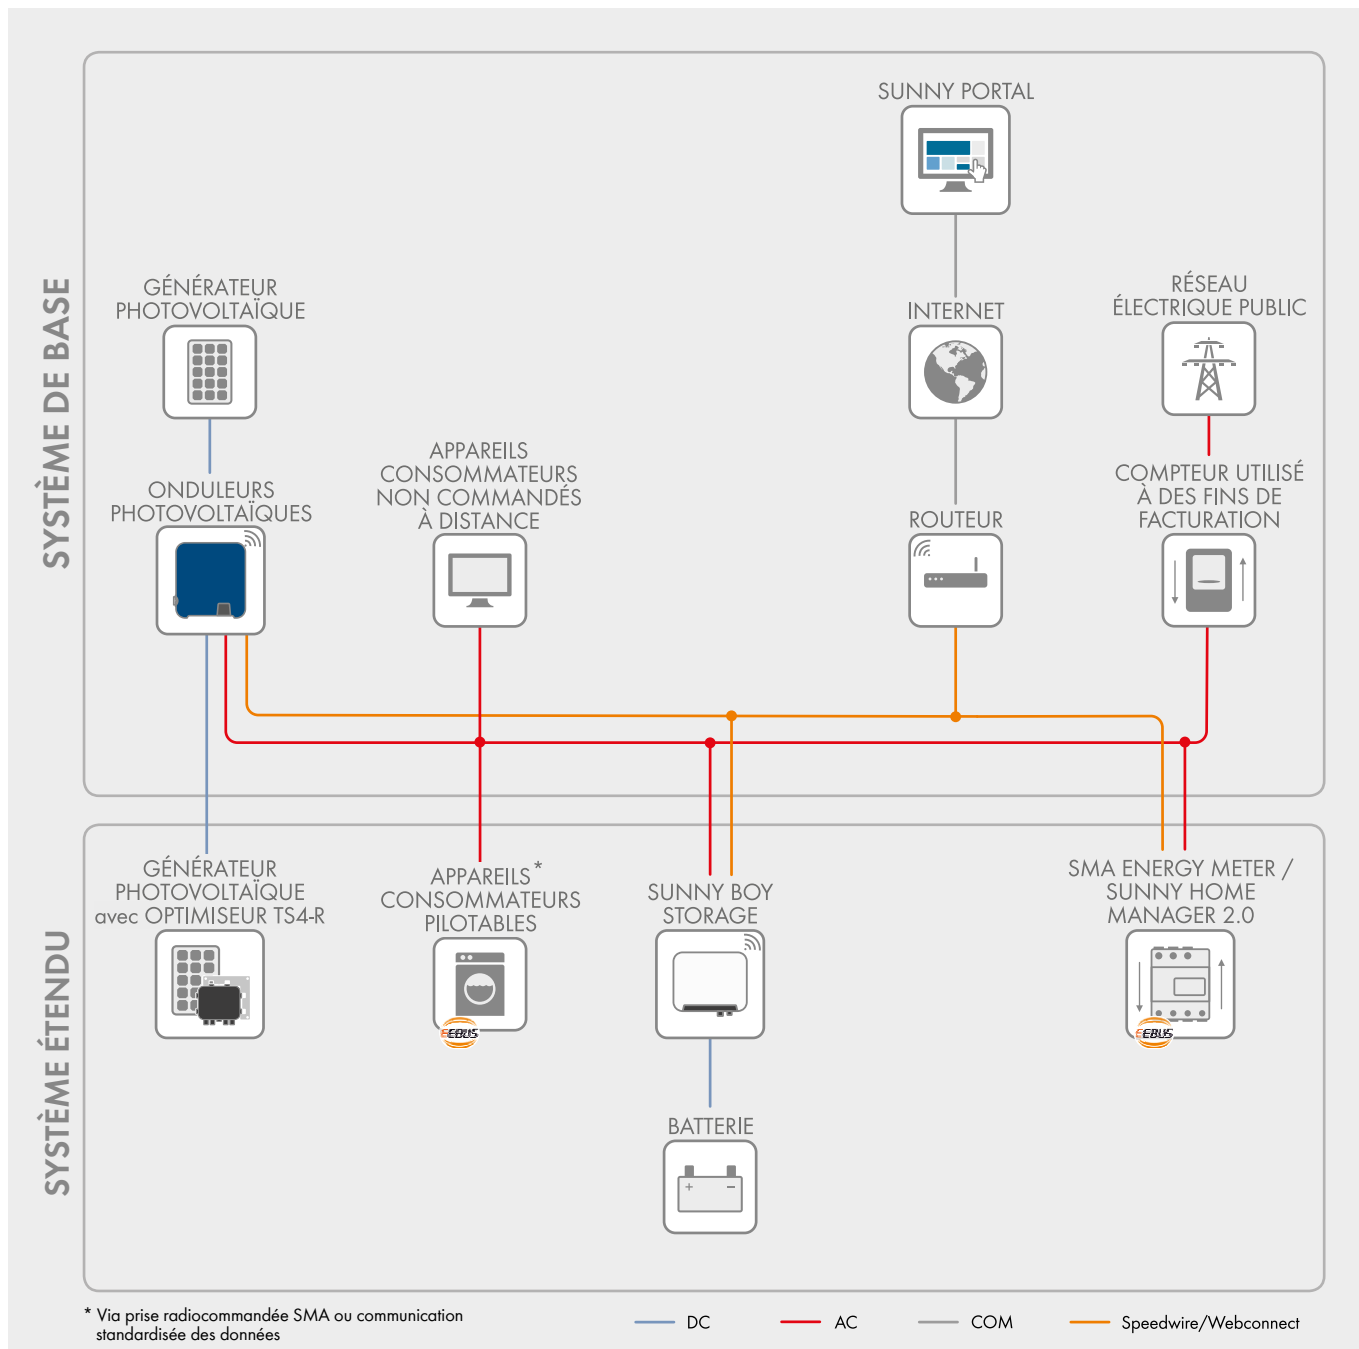 SYSTÈME DE BASE
SUNNY PORTAL
GÉNÉRATEUR
PHOTOVOLTAÏQUE
INTERNET
RÉSEAU
ÉLECTRIQUE PUBLIC
ONDULEURS
PHOTOVOLTAÏQUES
APPAREILS
CONSOMMATEURS
NON COMMANDÉS
À DISTANCE
ROUTEUR
COMPTEUR UTILISÉ
À DES FINS DE
FACTURATION
SYSTÈME ÉTENDU
GÉNÉRATEUR
PHOTOVOLTAÏQUE
avec OPTIMISEUR TS4-R
APPAREILS*
CONSOMMATEURS
PILOTABLES
EEBUS
SUNNY BOY
STORAGE
SMA ENERGY METER /
SUNNY HOME
MANAGER 2.0
EEBUS
BATTERIE
+ −
* Via prise radiocommandée SMA ou communication
standardisée des données
DC
AC
COM
Speedwire/Webconnect